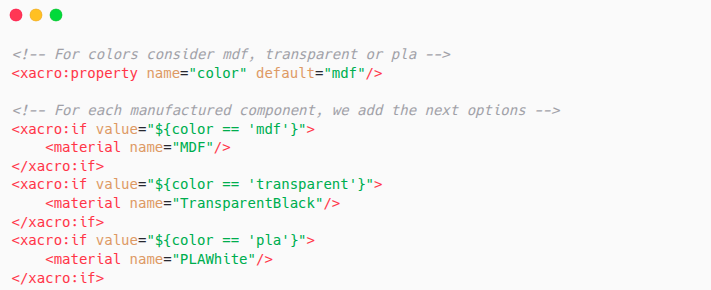 <!-- For colors consider mdf, transparent or pla -->
<xacro:property name="color" default="mdf"/>
<!-- For each manufactured component, we add the next options -->
<xacro:if value="${color == 'mdf'}">
    <material name="MDF"/>
</xacro:if>
<xacro:if value="${color == 'transparent'}">
    <material name="TransparentBlack"/>
</xacro:if>
<xacro:if value="${color == 'pla'}">
    <material name="PLAWhite"/>
</xacro:if>